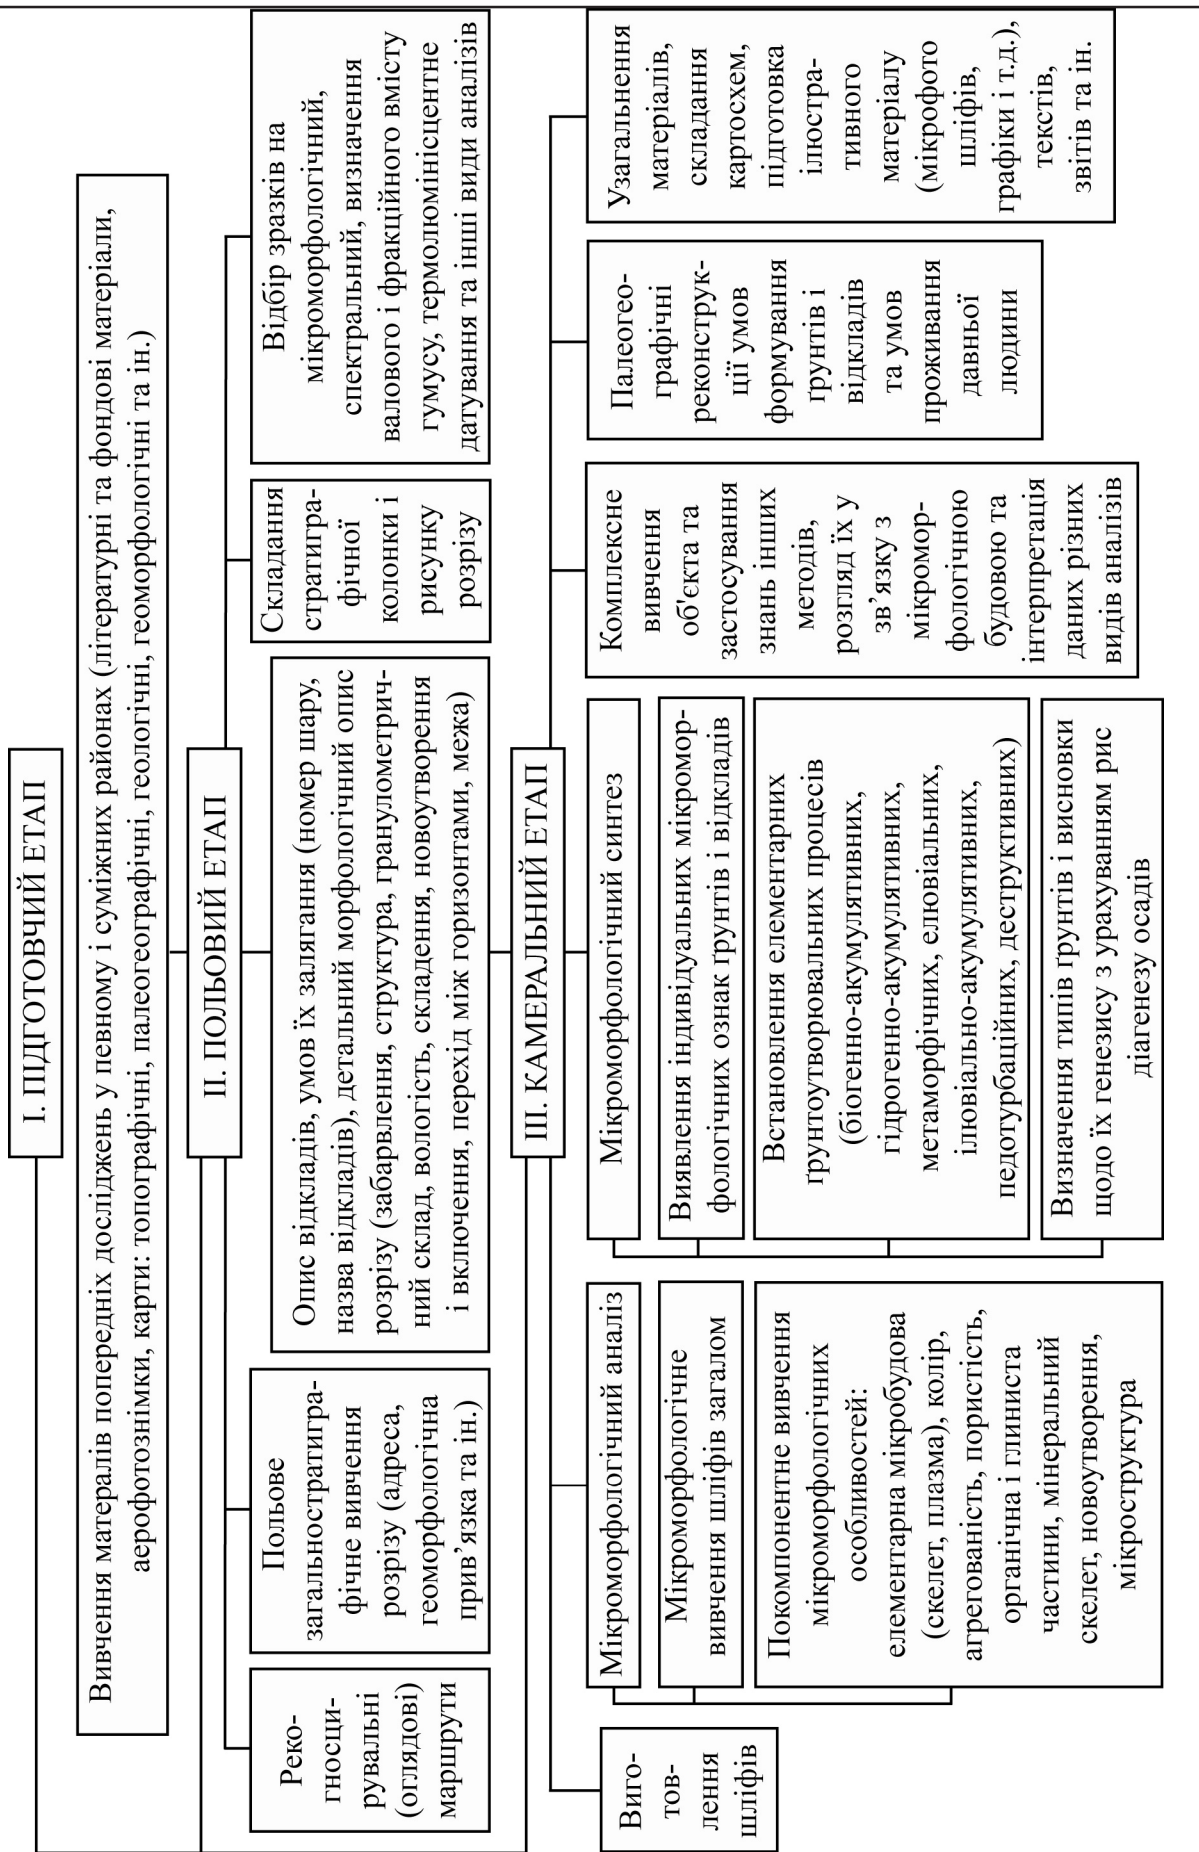 І. ПІДГОТОВЧИЙ ЕТАП
Вивчення матералів попередніх досліджень у певному і суміжних районах (літературні та фондові матеріали,
аерофотознімки, карти: топографічні, палеогеографічні, геологічні, геоморфологічні та ін.)
ІІ. ПОЛЬОВИЙ ЕТАП
Реко-
гносци-
рувальні
(оглядові)
маршрути
Польове
загальностратигра-
фічне вивчення
розрізу (адреса,
геоморфологічна
прив’язка та ін.)
Опис відкладів, умов їх залягання (номер шару,
назва відкладів), детальний морфологічний опис
розрізу (забарвлення, структура, гранулометрич-
ний склад, вологість, складення, новоутворення
і включення, перехід між горизонтами, межа)
Складання
стратигра-
фічної
колонки і
рисунку
розрізу
Відбір зразків на
мікроморфологічний,
спектральний, визначення
валового і фракційного вмісту
гумусу, термолюмінісцентне
датування та інші види аналізів
ІІІ. КАМЕРАЛЬНИЙ ЕТАП
Виго-
тов-
лення
шліфів
Мікроморфологічний аналіз
Мікроморфологічне
вивчення шліфів загалом
Покомпонентне вивчення
мікроморфологічних
особливостей:
елементарна мікробудова
(скелет, плазма), колір,
агрегованість, пористість,
органічна і глиниста
частини, мінеральний
скелет, новоутворення,
мікроструктура
Мікроморфологічний синтез
Виявлення індивідуальних мікромор-
фологічних ознак ґрунтів і відкладів
Встановлення елементарних
ґрунтоутворювальних процесів
(біогенно-акумулятивних,
гідрогенно-акумулятивних,
метаморфічних, елювіальних,
ілювіально-акумулятивних,
педотурбаційних, деструктивних)
Визначення типів ґрунтів і висновки
щодо їх генезису з урахуванням рис
діагенезу осадів
Комплексне
вивчення
об'єкта та
застосування
знань інших
методів,
розгляд їх у
зв’язку з
мікромор-
фологічною
будовою та
інтерпретація
даних різних
видів аналізів
Палеогео-
графічні
реконструк-
ції умов
формування
ґрунтів і
відкладів
та умов
проживання
давньої
людини
Узагальнення
матеріалів,
складання
картосхем,
підготовка
ілюстра-
тивного
матеріалу
(мікрофото
шліфів,
графіки і т.д.),
текстів,
звітів та ін.